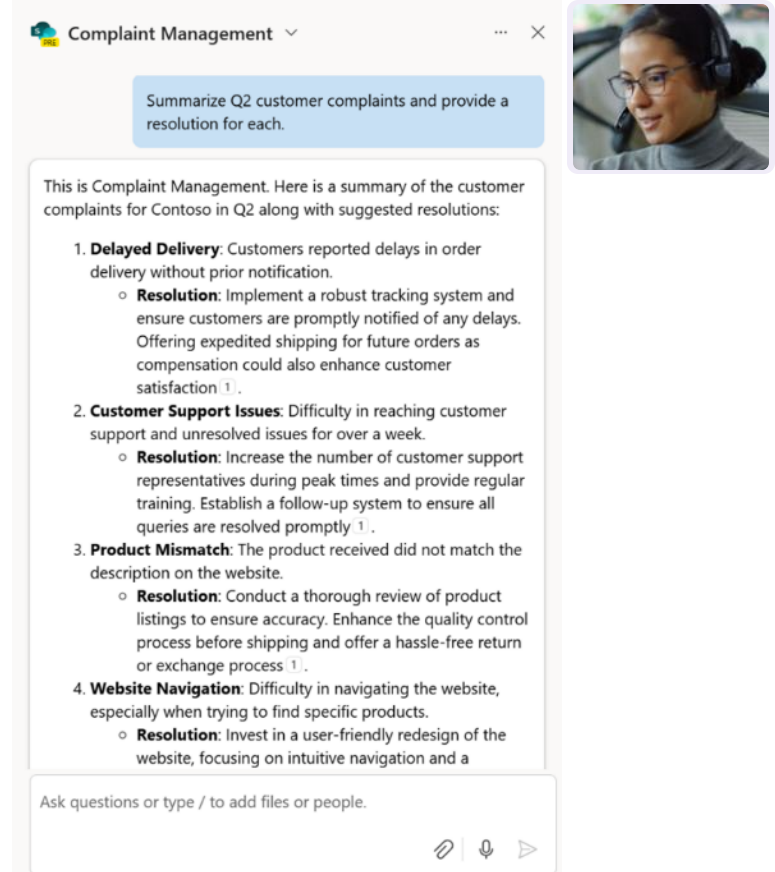 Complaint Management
PRE
Summarize Q2 customer complaints and provide a
resolution for each.
This is Complaint Management. Here is a summary of the customer
complaints for Contoso in Q2 along with suggested resolutions:
1. Delayed Delivery: Customers reported delays in order
delivery without prior notification.
○ Resolution: Implement a robust tracking system and
ensure customers are promptly notified of any delays.
Offering expedited shipping for future orders as
compensation could also enhance customer
satisfaction 1 .
2. Customer Support Issues: Difficulty in reaching customer
support and unresolved issues for over a week.
○ Resolution: Increase the number of customer support
representatives during peak times and provide regular
training. Establish a follow-up system to ensure all
queries are resolved promptly 1 .
3. Product Mismatch: The product received did not match the
description on the website.
○ Resolution: Conduct a thorough review of product
listings to ensure accuracy. Enhance the quality control
process before shipping and offer a hassle-free return
or exchange process 1 .
4. Website Navigation: Difficulty in navigating the website,
especially when trying to find specific products.
○ Resolution: Invest in a user-friendly redesign of the
website, focusing on intuitive navigation and a
Ask questions or type / to add files or people.